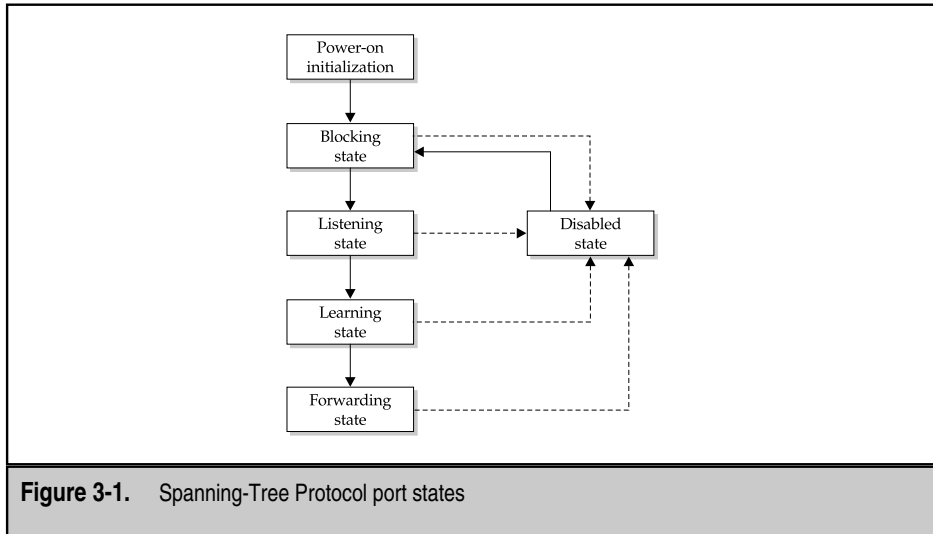 Power-on
initialization
Blocking
state
Listening
state
Disabled
state
Learning
state
Forwarding
state
Figure 3-1. Spanning-Tree Protocol port states